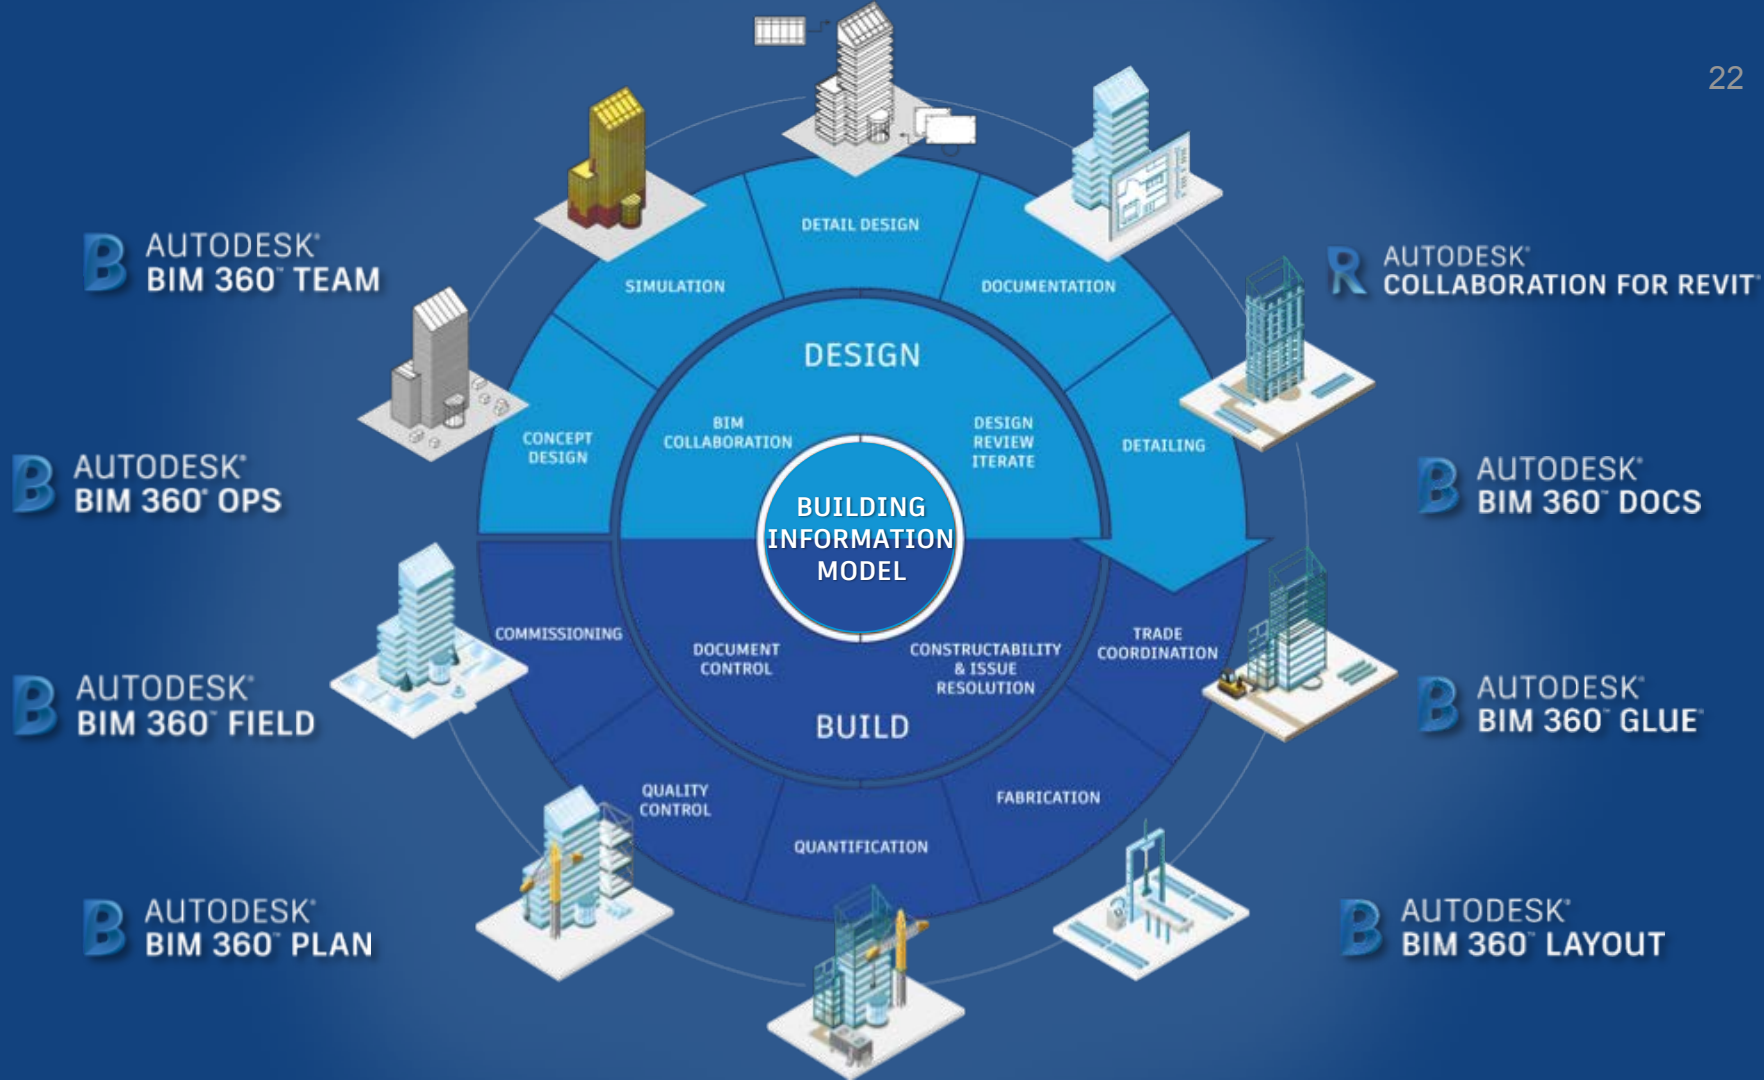 22
AUTODESK®
BIM 360™ TEAM
AUTODESK®
COLLABORATION FOR REVIT®
AUTODESK®
BIM 360® OPS
AUTODESK®
BIM 360™ DOCS
AUTODESK®
BIM 360™ FIELD
AUTODESK®
BIM 360™ GLUE®
AUTODESK®
BIM 360™ PLAN
AUTODESK®
BIM 360™ LAYOUT
CONCEPT
DESIGN
SIMULATION
DETAIL DESIGN
DOCUMENTATION
DETAILING
TRADE
COORDINATION
FABRICATION
QUANTIFICATION
QUALITY
CONTROL
COMMISSIONING
DESIGN
BIM
COLLABORATION
DESIGN
REVIEW
ITERATE
BUILDING
INFORMATION
MODEL
DOCUMENT
CONTROL
CONSTRUCTABILITY
& ISSUE
RESOLUTION
BUILD